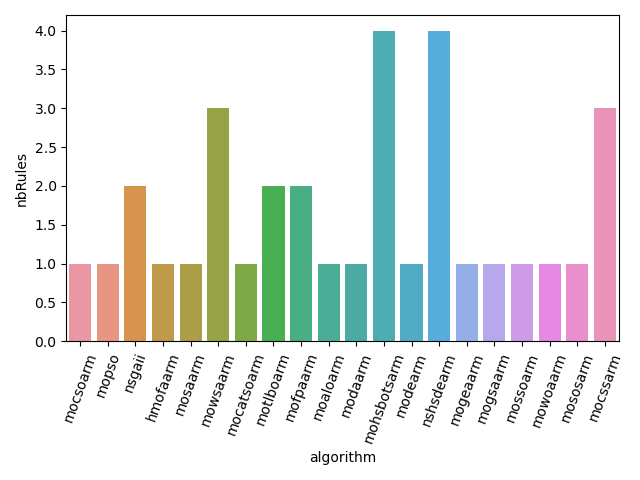 4.0
3.5
3.0
2.5
2.0
1.5
1.0
0.5
0.0
nbRules
mocsoarm
mopso
nsgaii
hmofaarm
mosaarm
mowsaarm
mocatsoarm
motlboarm
mofpaarm
moaloarm
modaarm
mohsbotsarm
modearm
nshsdearm
mogeaarm
mogsaarm
mossoarm
mowoaarm
mososarm
mocssarm
algorithm